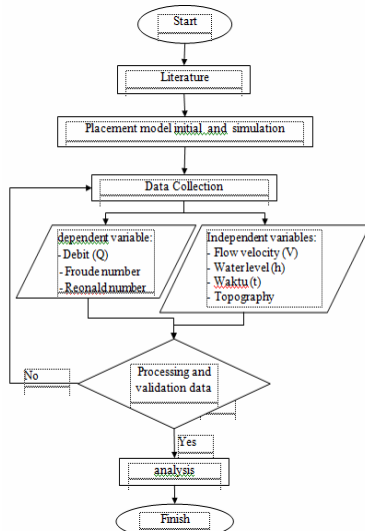 Start
Literature
Placement model initial and simulation
Data Collection
dependent variable:
- Debit (Q)
- Froude number
- Reonald number
Independent variables:
- Flow velocity (V)
- Water level (h)
- Waktu (t)
- Topography
Processing and
validation data
No
Yes
analysis
Finish